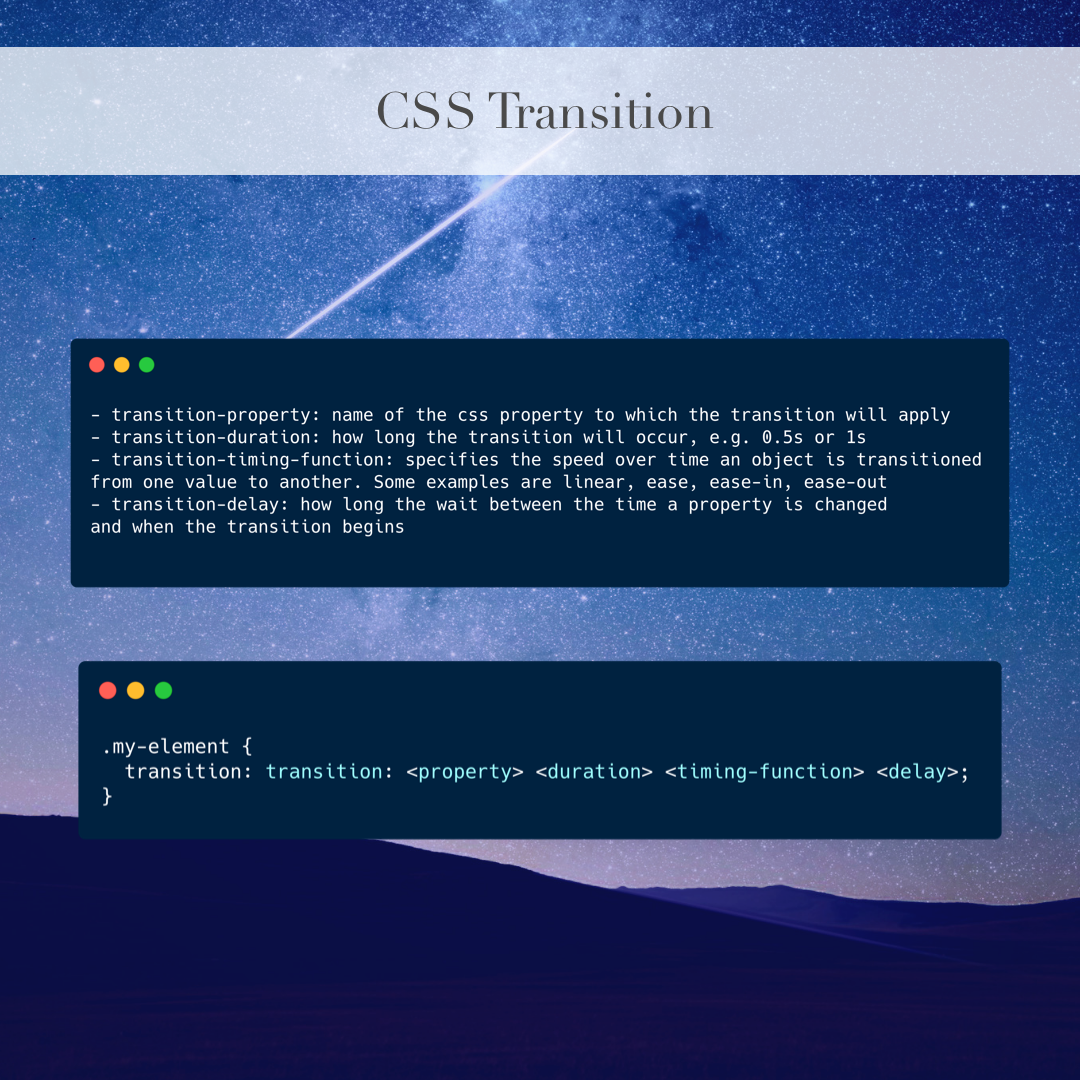 CSS Transition
- transition-property: name of the css property to which the transition will apply
- transition-duration: how long the transition will occur, e.g. 0.5s or 1s
- transition-timing-function: specifies the speed over time an object is transitioned
from one value to another. Some examples are linear, ease, ease-in, ease-out
- transition-delay: how long the wait between the time a property is changed
and when the transition begins
.my-element {
  transition: transition: <property> <duration> <timing-function> <delay>;
}